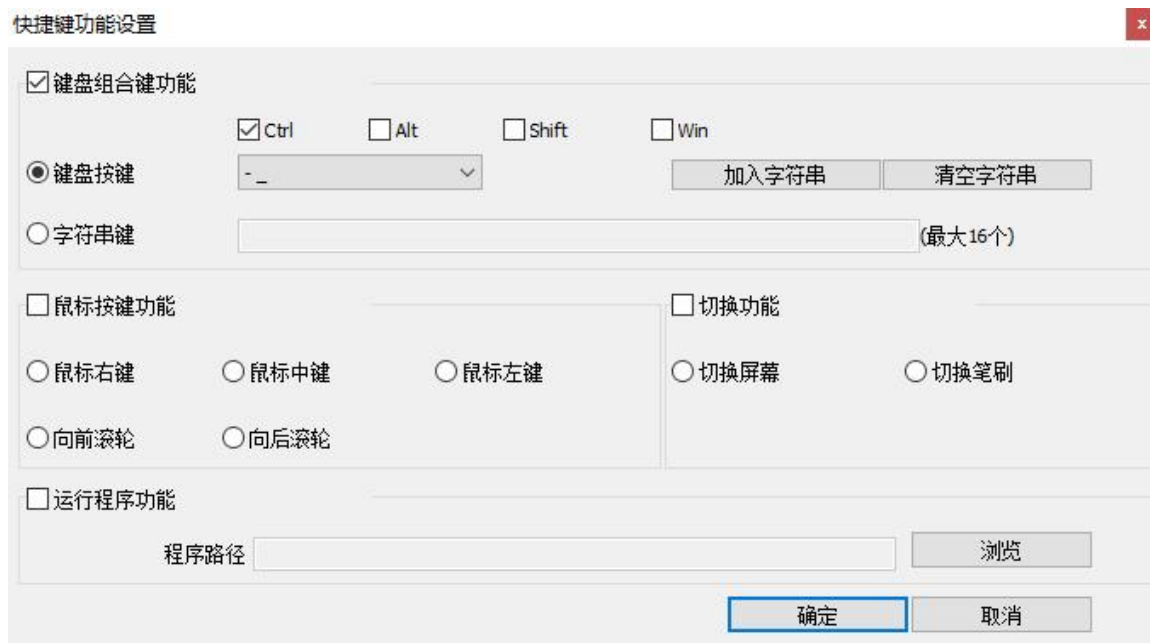 快捷键功能设置 x
键盘组合键功能
Ctrl Alt Shift Win
键盘按键 - _ 加入字符串 清空字符串
字符串键 (最大16个)
鼠标按键功能 切换功能
鼠标右键 鼠标中键 鼠标左键 切换屏幕 切换笔刷
向前滚轮 向后滚轮
运行程序功能
程序路径 浏览
确定 取消